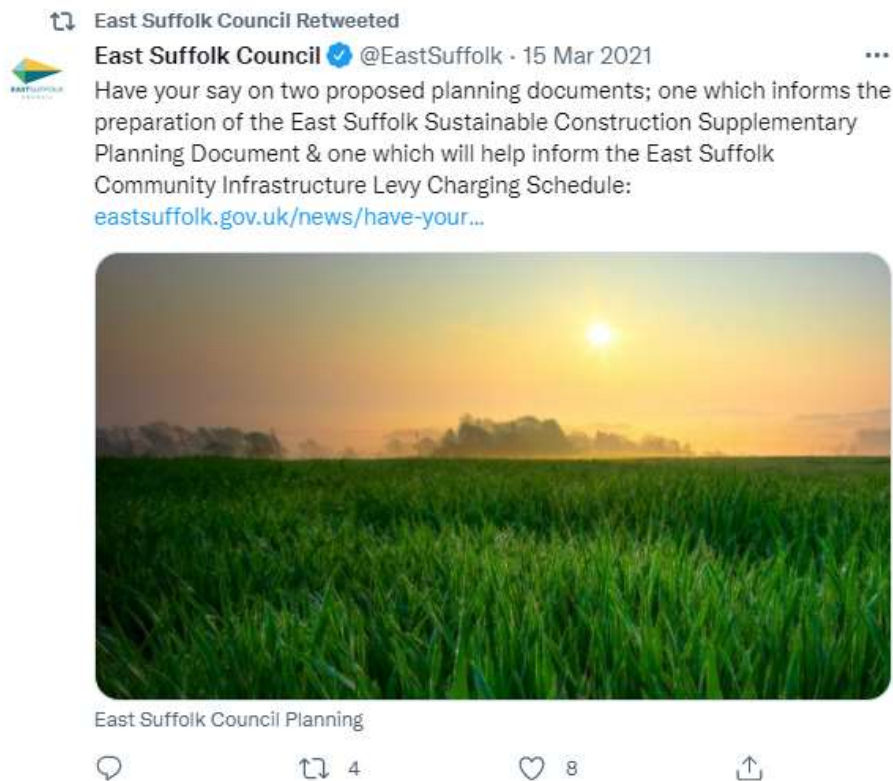 East Suffolk Council Retweeted
East Suffolk Council @EastSuffolk · 15 Mar 2021
EASTSUFFOLK
COUNCIL
Have your say on two proposed planning documents; one which informs the
preparation of the East Suffolk Sustainable Construction Supplementary
Planning Document & one which will help inform the East Suffolk
Community Infrastructure Levy Charging Schedule:
eastsuffolk.gov.uk/news/have-your...
East Suffolk Council Planning
4 8